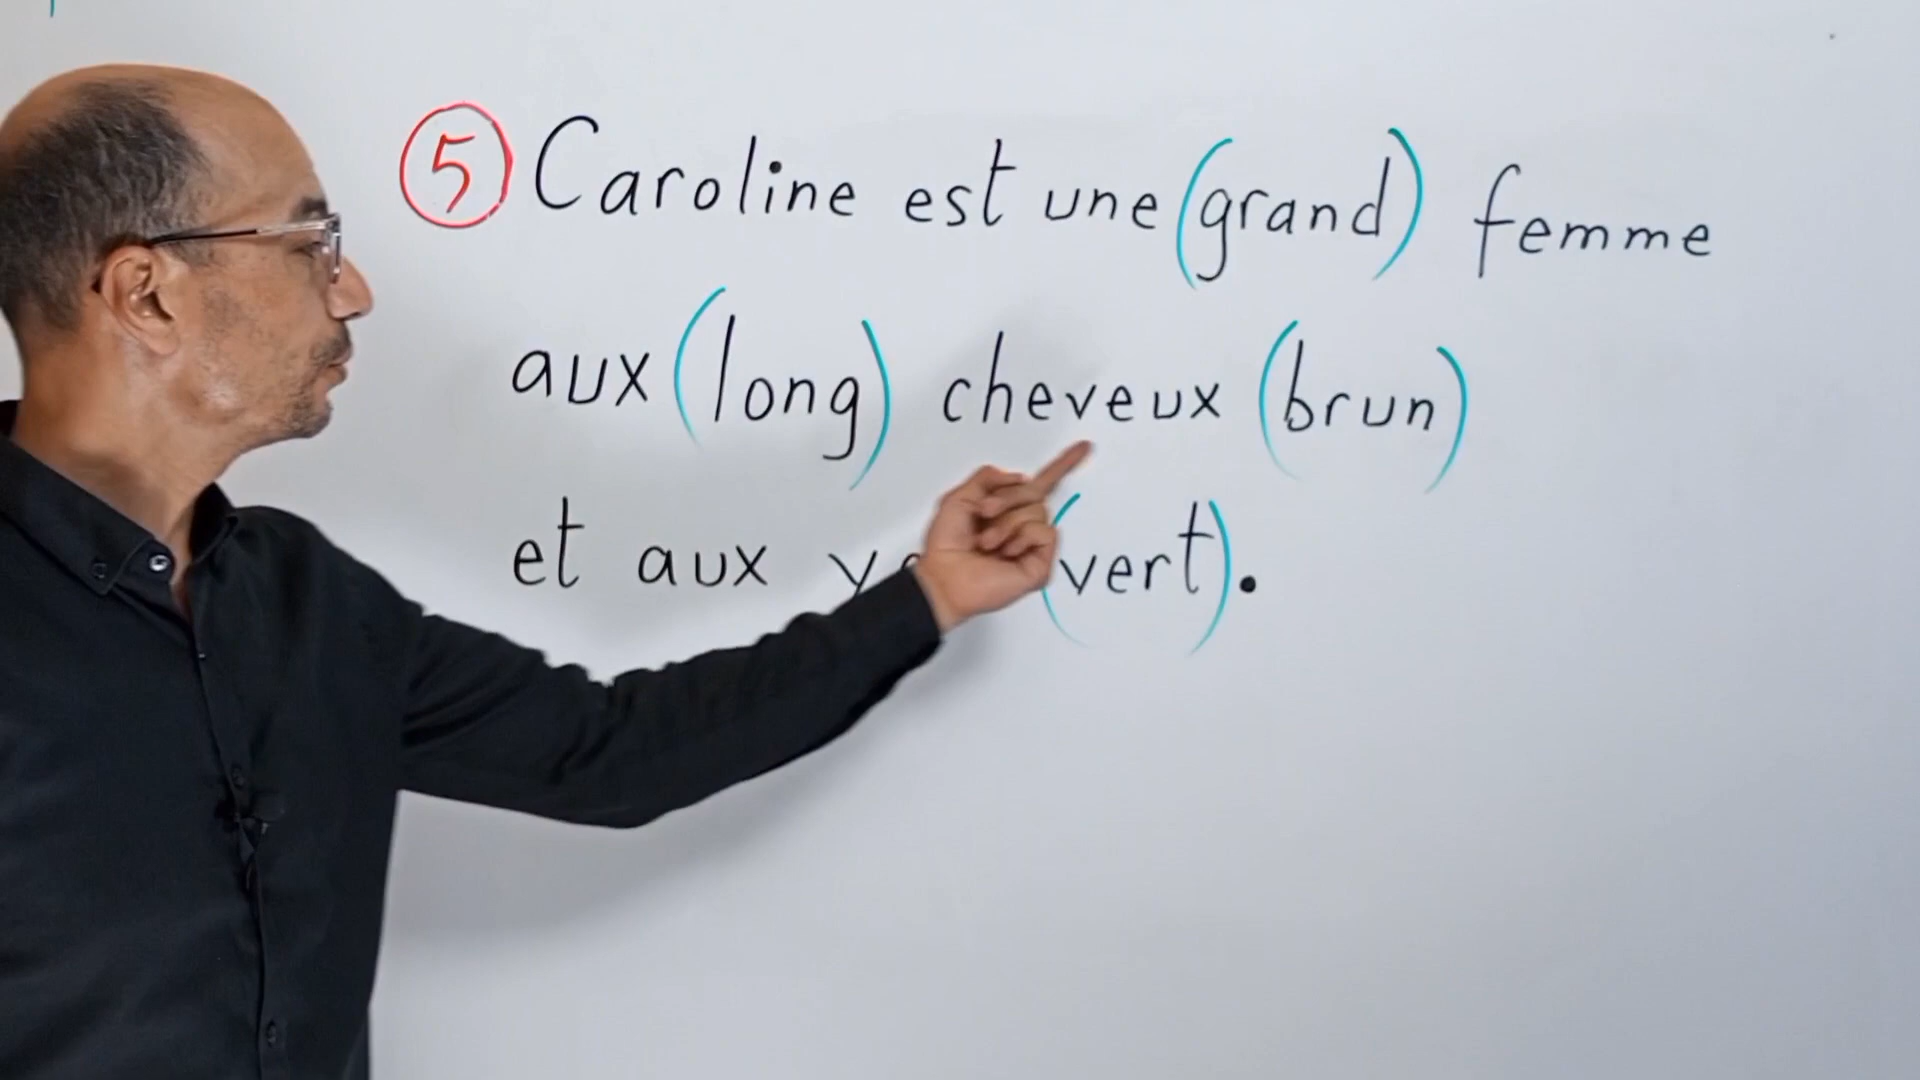 5 Caroline est une (grand) femme
aux (long) cheveux (brun)
et aux (vert).